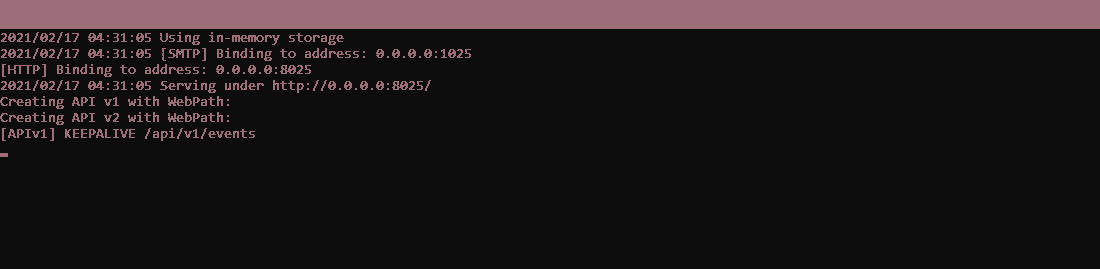 2021/02/17 04:31:05 Using in-memory storage
2021/02/17 04:31:05 [SMTP] Binding to address: 0.0.0.0:1025
[HTTP] Binding to address: 0.0.0.0:8025
2021/02/17 04:31:05 Serving under http://0.0.0.0:8025/
Creating API v1 with WebPath:
Creating API v2 with WebPath:
[APIv1] KEEPALIVE /api/v1/events